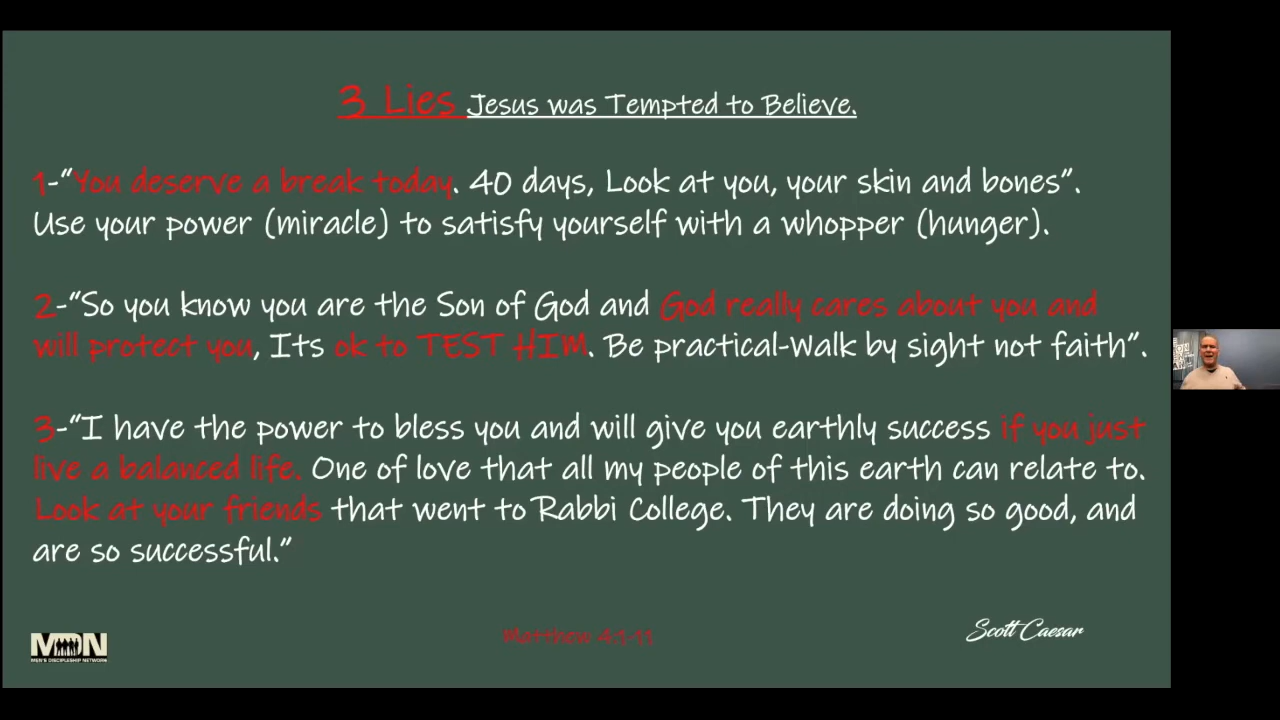 3 Lies Jesus was Tempted to Believe.
1-“You deserve a break today. 40 days, Look at you, your skin and bones”.
Use your power (miracle) to satisfy yourself with a whopper (hunger).
2-“So you know you are the Son of God and God really cares about you and
will protect you, Its ok to TEST HIM. Be practical-Walk by sight not faith”.
3-“I have the power to bless you and will give you earthly success if you just
live a balanced life. One of love that all my people of this earth can relate to.
Look at your friends that went to Rabbi College. They are doing so good, and
are so successful.”
MDN
MEN'S DISCIPLESHIP NETWORK
Matthew 4:1-11
Scott Caesar